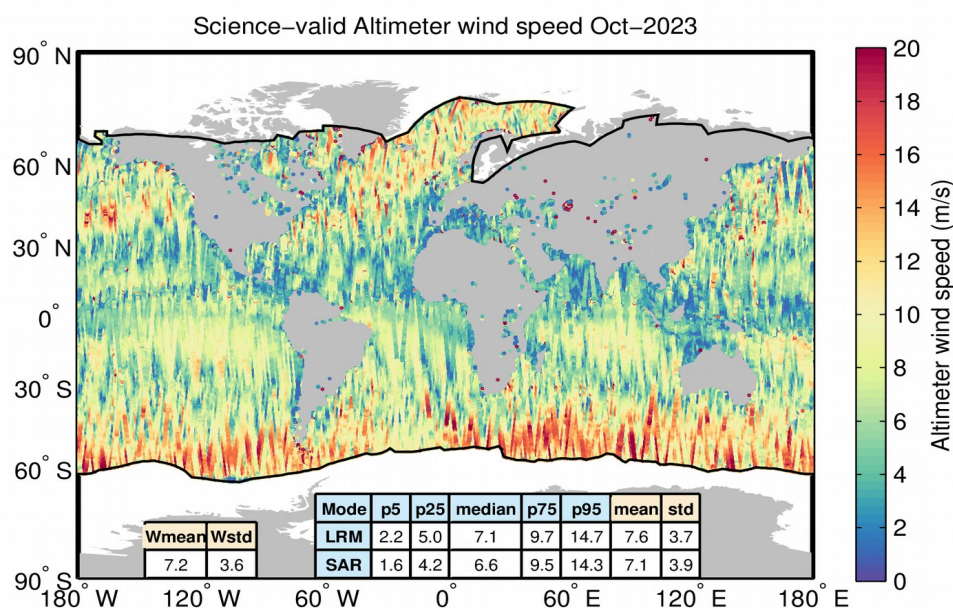 Science−valid Altimeter wind speed Oct−2023
90° N
60° N
30° N
0°
30° S
60° S
90° S
180° W
120° W
60° W
0°
60° E
120° E
180° E
Wmean Wstd
7.2 3.6
Mode p5 p25 median p75 p95 mean std
LRM 2.2 5.0 7.1 9.7 14.7 7.6 3.7
SAR 1.6 4.2 6.6 9.5 14.3 7.1 3.9
20
18
16
14
12
10
8
6
4
2
0
Altimeter wind speed (m/s)